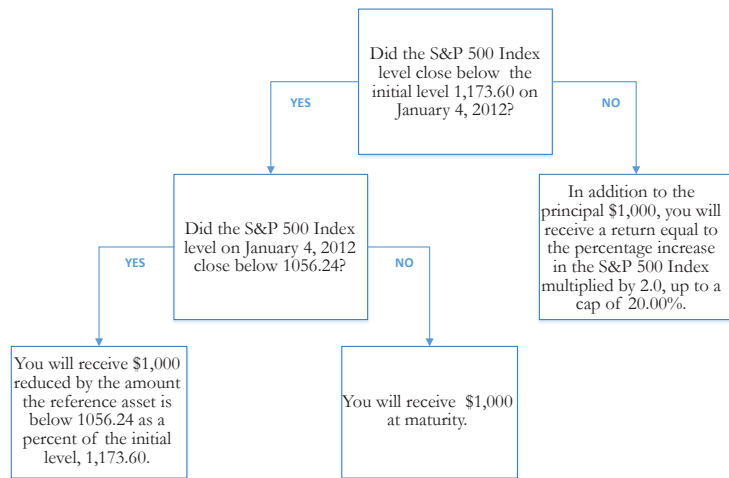 Did the S&P 500 Index
level close below the
initial level 1,173.60 on
January 4, 2012?
YES
NO
Did the S&P 500 Index
level on January 4, 2012
close below 1056.24?
In addition to the
principal $1,000, you will
receive a return equal to
the percentage increase
in the S&P 500 Index
multiplied by 2.0, up to a
cap of 20.00%.
YES
NO
You will receive $1,000
reduced by the amount
the reference asset is
below 1056.24 as a
percent of the initial
level, 1,173.60.
You will receive $1,000
at maturity.